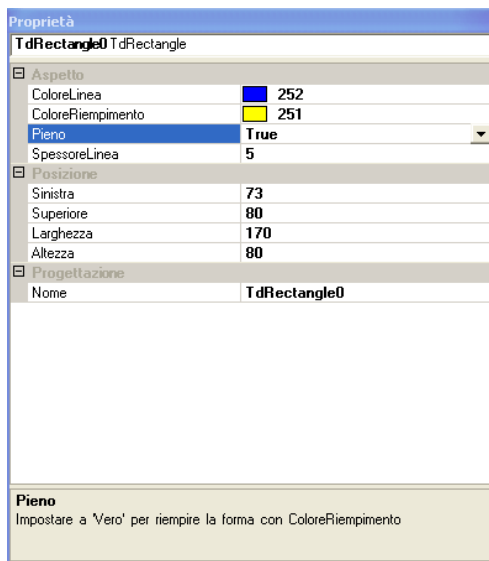 Proprietà
TdRectangle0 TdRectangle
Aspetto
ColoreLinea 252
ColoreRiempimento 251
Pieno True
SpessoreLinea 5
Posizione
Sinistra 73
Superiore 80
Larghezza 170
Altezza 80
Progettazione
Nome TdRectangle0
Pieno
Impostare a 'Vero' per riempire la forma con ColoreRiempimento